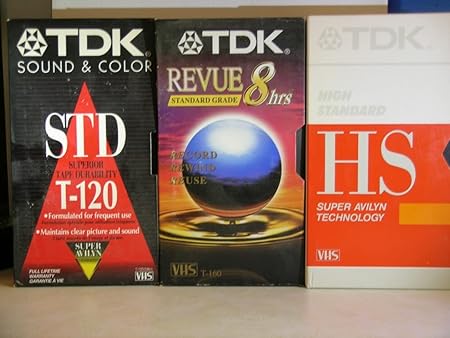 TDK
SOUND & COLOR
STD
SUPERIOR
TAPE DURABILITY
T-120
• Formulated for frequent use
• Maintains clear picture and sound
SUPER
AVILYN
FULL LIFETIME
WARRANTY
GARANTIE À VIE
VHS
TDK
REVUE 8hrs
STANDARD GRADE
RECORD
REWIND
REUSE
VHS T-160
TDK
HIGH
STANDARD
HS
SUPER AVILYN
TECHNOLOGY
VHS